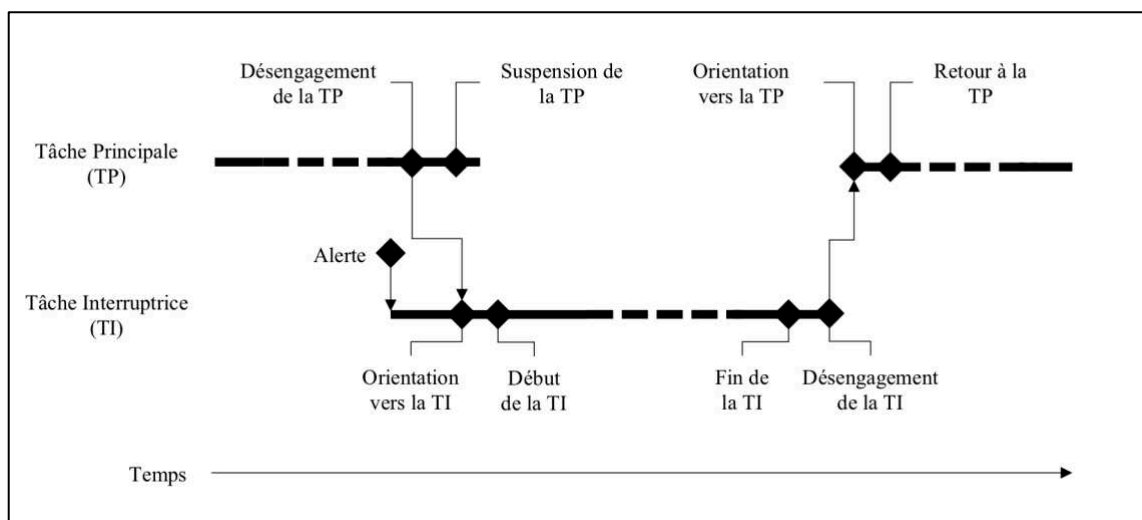 Désengagement
de la TP
Suspension de
la TP
Orientation
vers la TP
Retour à la
TP
Tâche Principale
(TP)
Alerte
Tâche Interruptrice
(TI)
Orientation
vers la TI
Début
de la TI
Fin de
la TI
Désengagement
de la TI
Temps